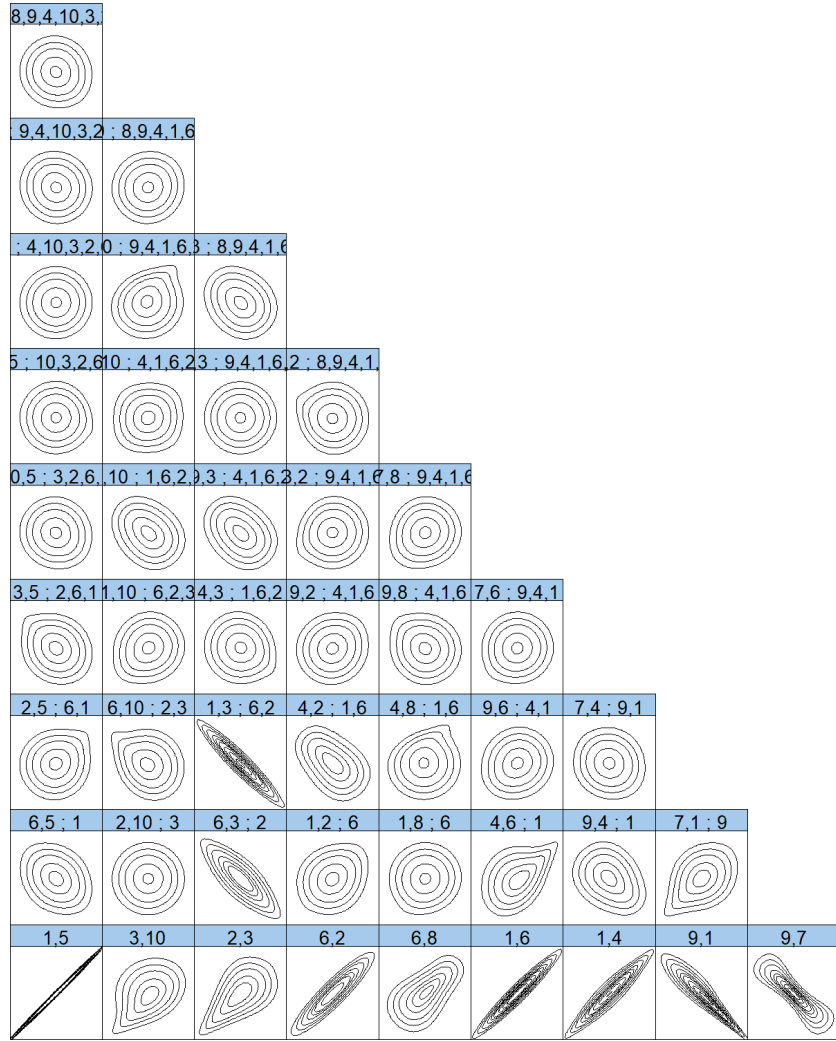 8,9,4,10,3,
; 9,4,10,3,2 ; 8,9,4,1,6
; 4,10,3,2, 0 ; 9,4,1,6, 3 ; 8,9,4,1,6
5 ; 10,3,2,6 10 ; 4,1,6,2 3 ; 9,4,1,6, 2 ; 8,9,4,1,
0,5 ; 3,2,6, ,10 ; 1,6,2, 9,3 ; 4,1,6,2 3,2 ; 9,4,1,6 7,8 ; 9,4,1,6
3,5 ; 2,6,1 1,10 ; 6,2,3 4,3 ; 1,6,2 9,2 ; 4,1,6 9,8 ; 4,1,6 7,6 ; 9,4,1
2,5 ; 6,1 6,10 ; 2,3 1,3 ; 6,2 4,2 ; 1,6 4,8 ; 1,6 9,6 ; 4,1 7,4 ; 9,1
6,5 ; 1 2,10 ; 3 6,3 ; 2 1,2 ; 6 1,8 ; 6 4,6 ; 1 9,4 ; 1 7,1 ; 9
1,5 3,10 2,3 6,2 6,8 1,6 1,4 9,1 9,7